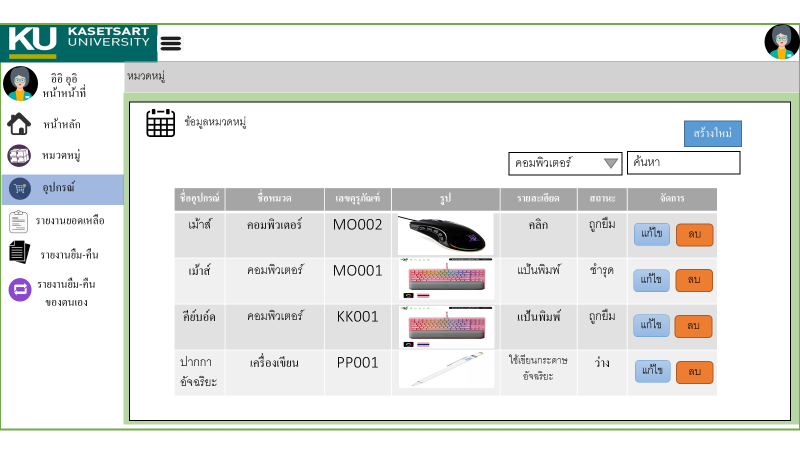 KU KASETSART
UNIVERSITY
อิอิ อุอิ
หน้าหน้าที่
หน้าหลัก
หมวดหมู่
อุปกรณ์
รายงานยอดเหลือ
รายงานยืม-คืน
รายงานยืม-คืน
ของตนเอง
หมวดหมู่
ข้อมูลหมวดหมู่
สร้างใหม่
คอมพิวเตอร์ ค้นหา
ชื่ออุปกรณ์ ชื่อหมวด เลขครุภัณฑ์ รูป รายละเอียด สถานะ จัดการ
เม้าส์ คอมพิวเตอร์ MO002 คลิก ถูกยืม แก้ไข ลบ
เม้าส์ คอมพิวเตอร์ MO001 แป้นพิมพ์ ชำรุด แก้ไข ลบ
คีย์บอ์ด คอมพิวเตอร์ KK001 แป้นพิมพ์ ถูกยืม แก้ไข ลบ
ปากกา
อัจฉริยะ เครื่องเขียน PP001 ใช้เขียนกระดาษ
อัจฉริยะ ว่าง แก้ไข ลบ